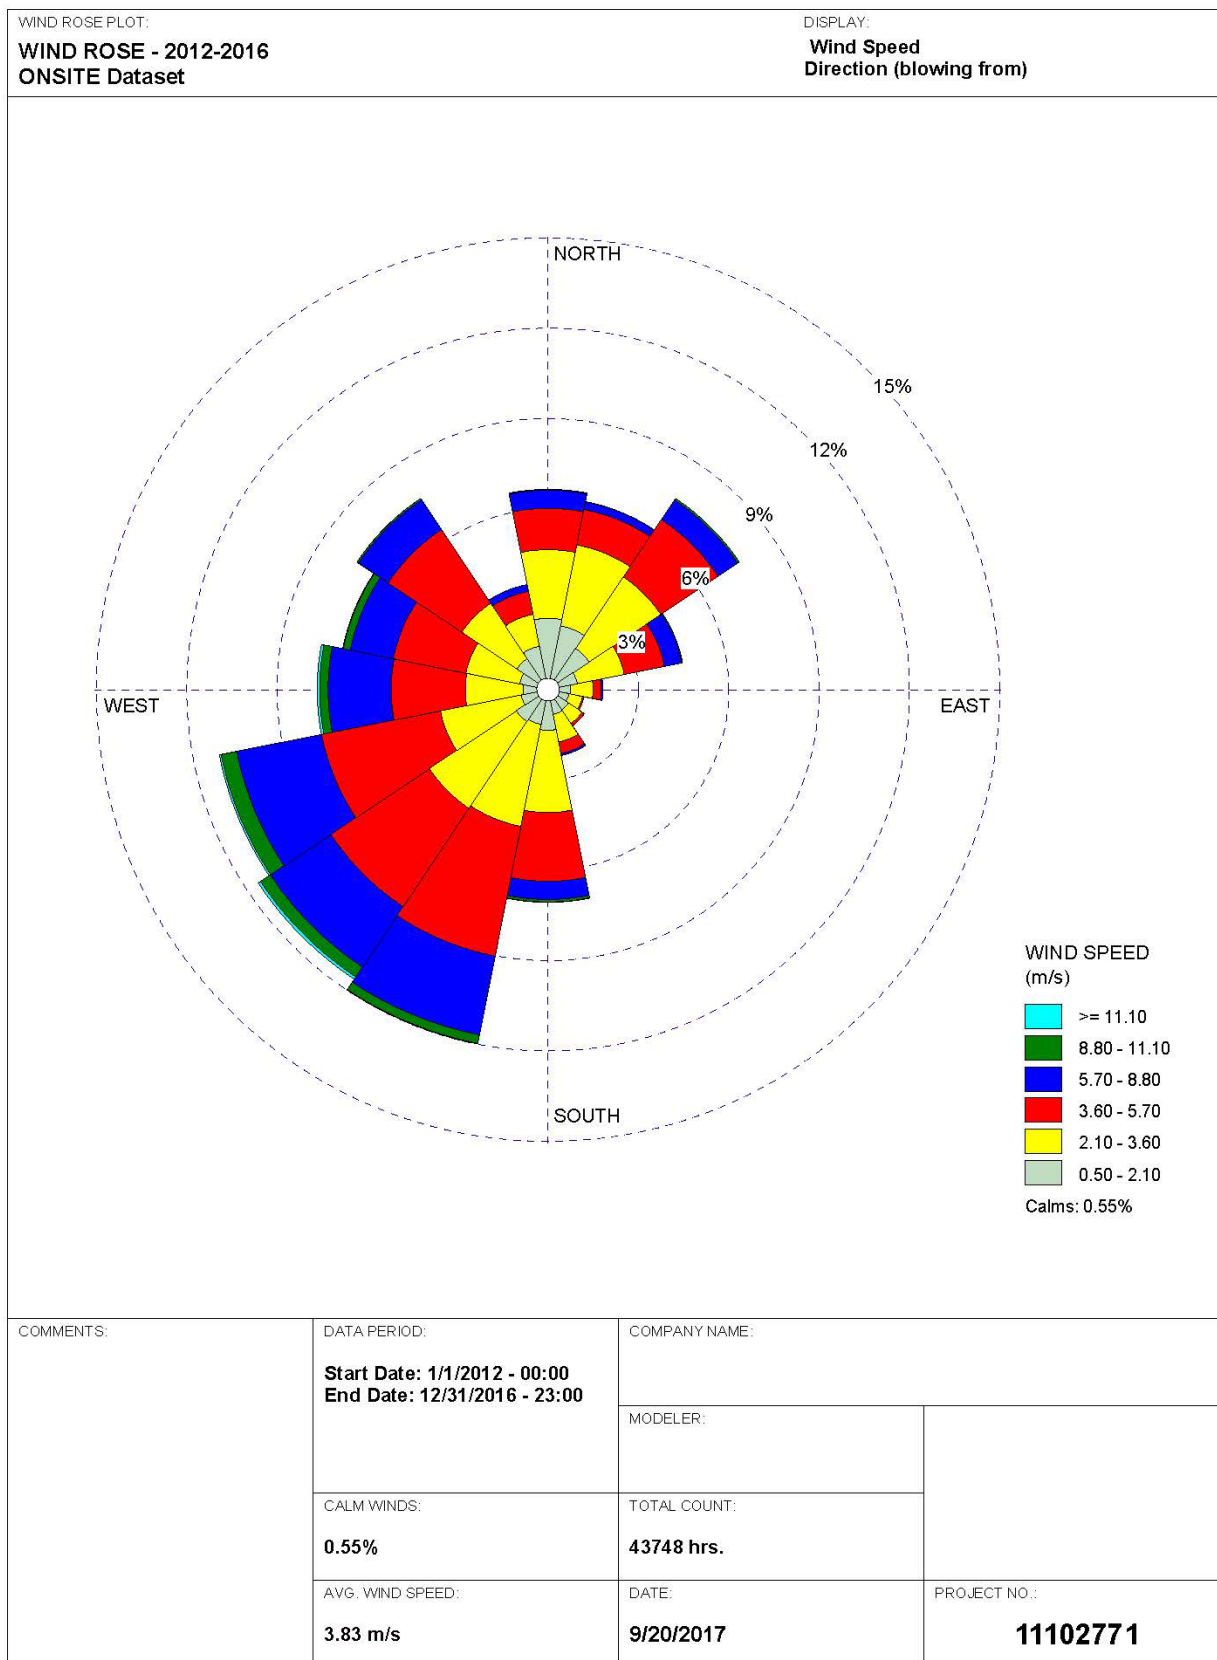 WIND ROSE PLOT:
WIND ROSE - 2012-2016
ONSITE Dataset
DISPLAY:
Wind Speed
Direction (blowing from)
NORTH
15%
12%
9%
6%
3%
WEST
EAST
SOUTH
WIND SPEED
(m/s)
>= 11.10
8.80 - 11.10
5.70 - 8.80
3.60 - 5.70
2.10 - 3.60
0.50 - 2.10
Calms: 0.55%
COMMENTS:
DATA PERIOD:
Start Date: 1/1/2012 - 00:00
End Date: 12/31/2016 - 23:00
COMPANY NAME:
MODELER:
CALM WINDS:
0.55%
TOTAL COUNT:
43748 hrs.
AVG. WIND SPEED:
3.83 m/s
DATE:
9/20/2017
PROJECT NO.:
11102771